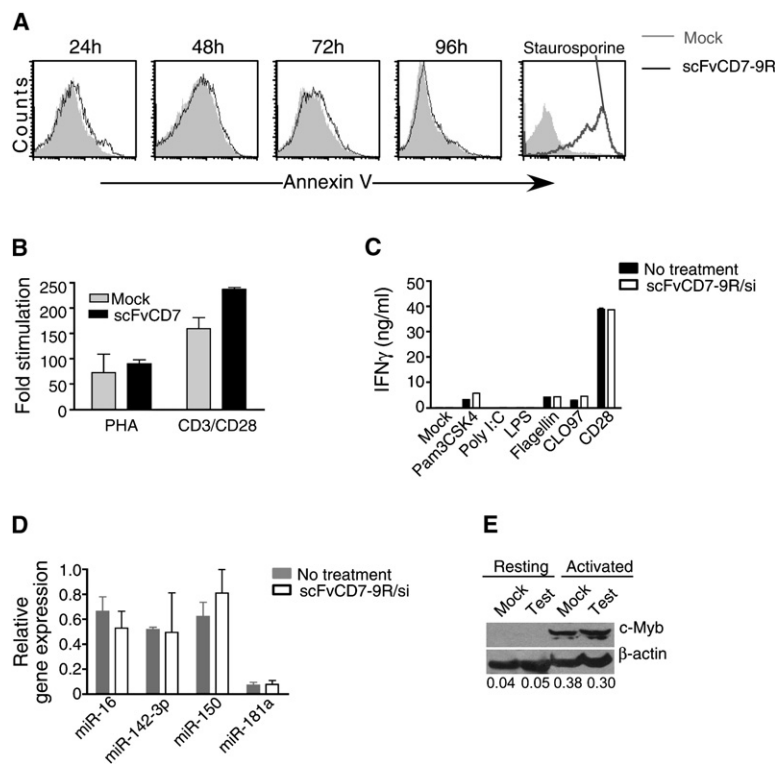 A
24h 48h 72h 96h Staurosporine
Mock
scFvCD7-9R
Counts
Annexin V
B
Mock
scFvCD7
Fold stimulation
250
200
150
100
50
0
PHA CD3/CD28
C
No treatment
scFvCD7-9R/si
IFNγ (ng/ml)
50
40
30
20
10
0
Mock
Pam3CSK4
Poly I:C
LPS
Flagellin
CLO97
CD28
D
No treatment
scFvCD7-9R/si
Relative
gene expression
1.0
0.8
0.6
0.4
0.2
0
miR-16
miR-142-3p
miR-150
miR-181a
E
Resting Activated
Mock Test Mock Test
c-Myb
β-actin
0.04 0.05 0.38 0.30